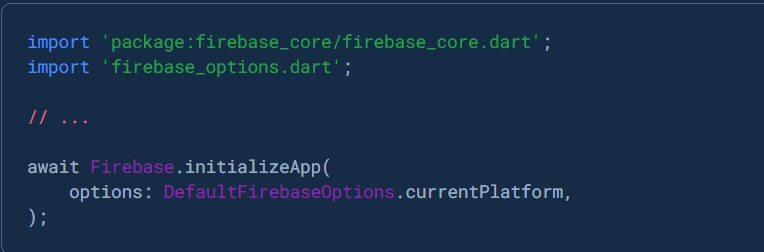 import 'package:firebase_core/firebase_core.dart';
import 'firebase_options.dart';
// ...
await Firebase.initializeApp(
options: DefaultFirebaseOptions.currentPlatform,
);